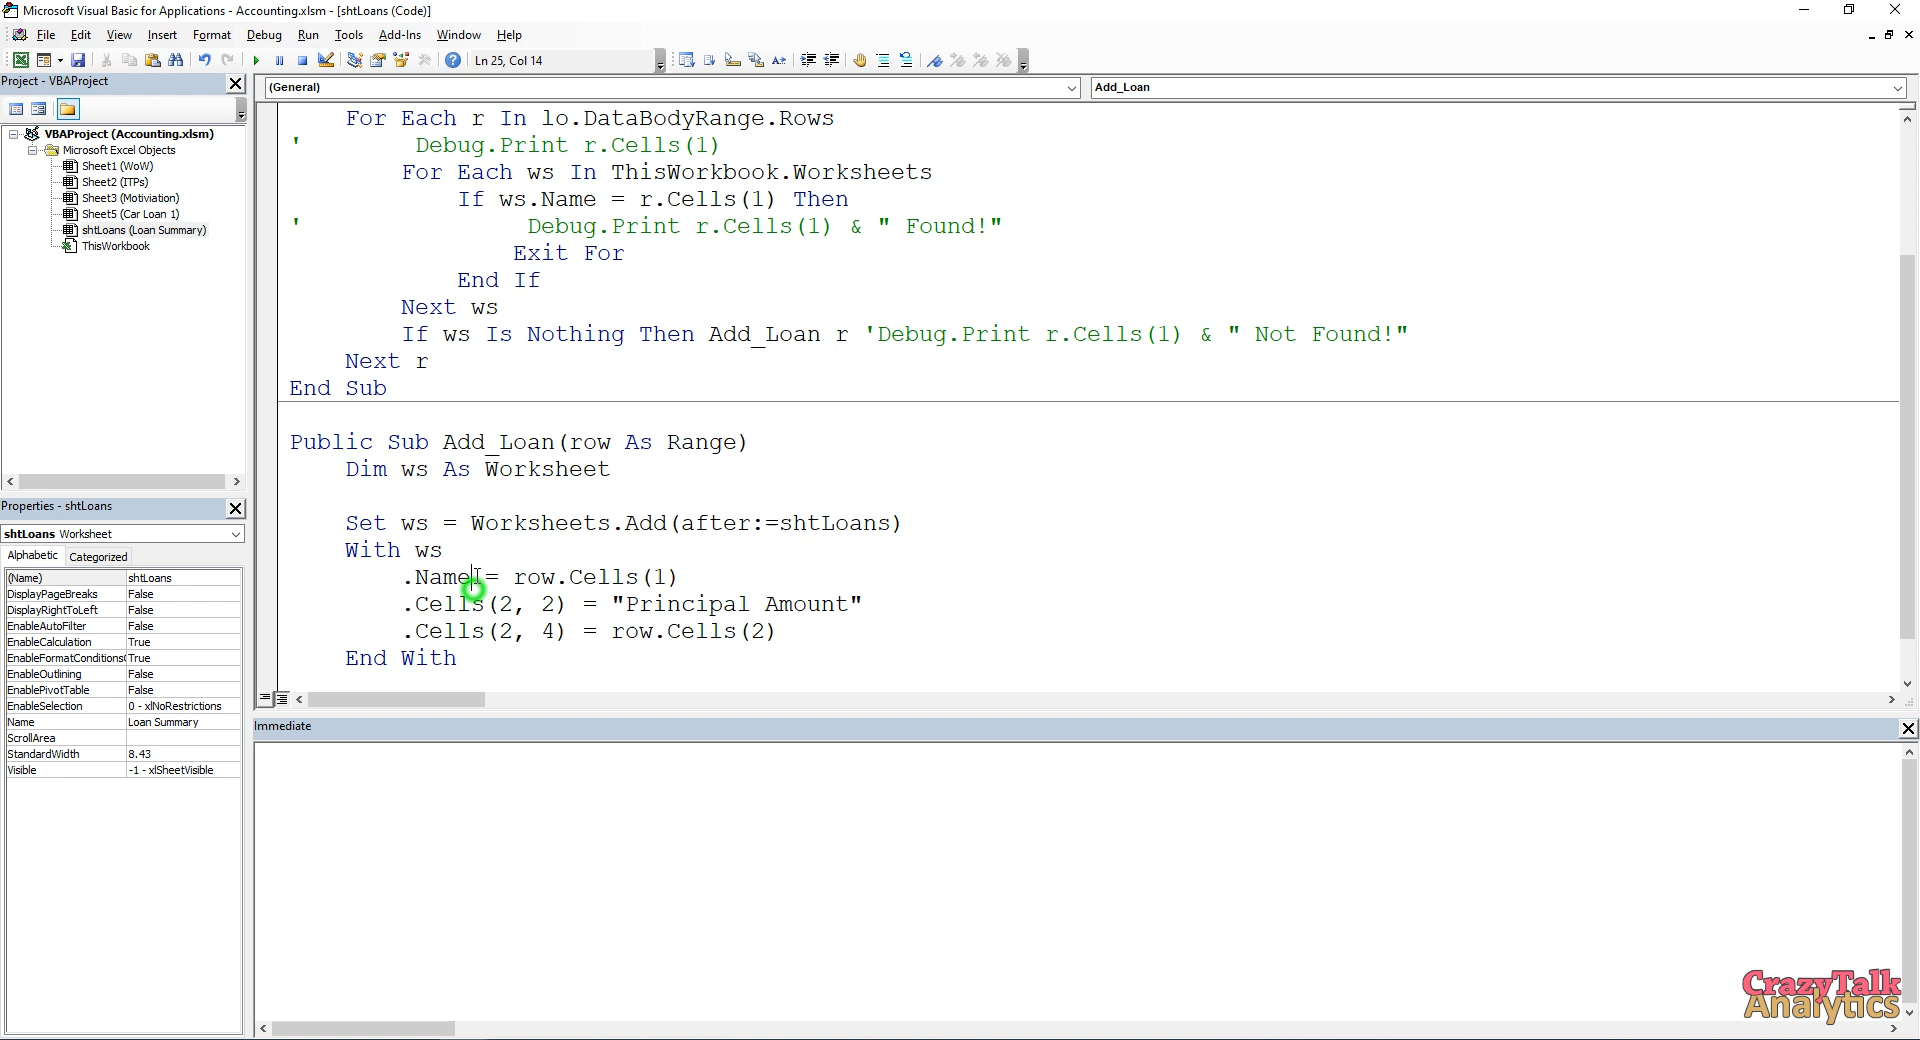 Microsoft Visual Basic for Applications - Accounting.xlsm - [shtLoans (Code)]
File Edit View Insert Format Debug Run Tools Add-Ins Window Help
Ln 25, Col 14
Project - VBAProject
(General) Add_Loan
VBAProject (Accounting.xlsm)
Microsoft Excel Objects
Sheet1 (WoW)
Sheet2 (ITPs)
Sheet3 (Motiviation)
Sheet5 (Car Loan 1)
shtLoans (Loan Summary)
ThisWorkbook
For Each r In lo.DataBodyRange.Rows
' Debug.Print r.Cells(1)
For Each ws In ThisWorkbook.Worksheets
If ws.Name = r.Cells(1) Then
' Debug.Print r.Cells(1) & " Found!"
Exit For
End If
Next ws
If ws Is Nothing Then Add_Loan r 'Debug.Print r.Cells(1) & " Not Found!"
Next r
End Sub
Public Sub Add_Loan(row As Range)
Dim ws As Worksheet
Set ws = Worksheets.Add(after:=shtLoans)
With ws
.Name = row.Cells(1)
.Cells(2, 2) = "Principal Amount"
.Cells(2, 4) = row.Cells(2)
End With
Properties - shtLoans
shtLoans Worksheet
Alphabetic Categorized
(Name) shtLoans
DisplayPageBreaks False
DisplayRightToLeft False
EnableAutoFilter False
EnableCalculation True
EnableFormatConditions True
EnableOutlining False
EnablePivotTable False
EnableSelection 0 - xlNoRestrictions
Name Loan Summary
ScrollArea
StandardWidth 8.43
Visible -1 - xlSheetVisible
Immediate
CrazyTalk
Analytics